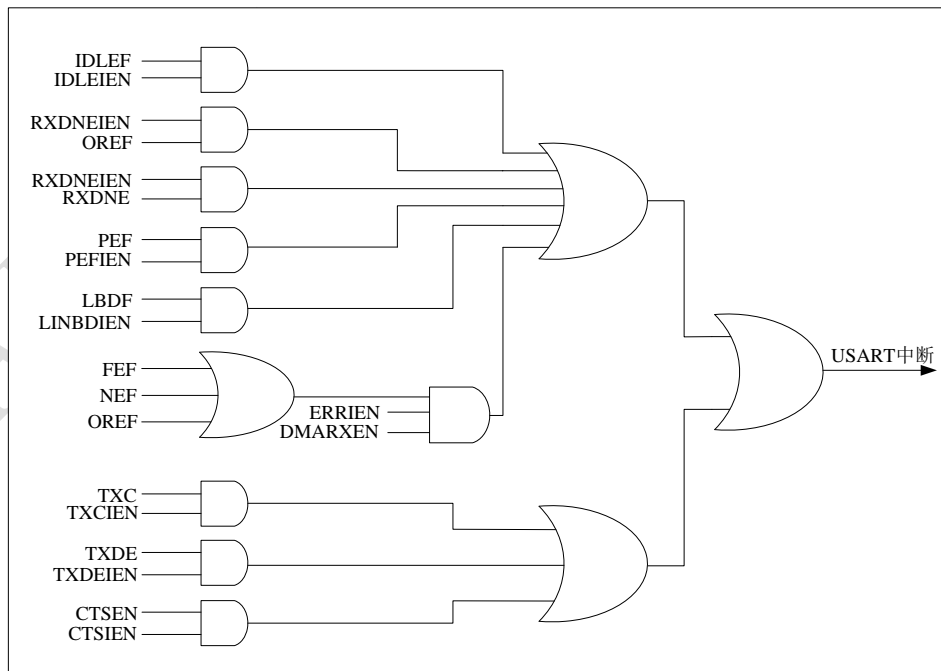 IDLEF
IDLEIEN
RXDNEIEN
OREF
RXDNEIEN
RXDNE
PEF
PEFIEN
LBDF
LINBDIEN
FEF
NEF
OREF
ERRIEN
DMARXEN
USART中断
TXC
TXCIEN
TXDE
TXDEIEN
CTSEN
CTSIEN